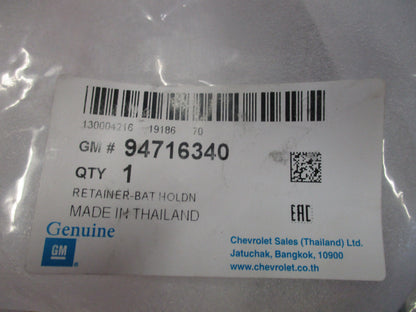 130004216 19186 70
GM # 94716340
QTY 1
RETAINER-BAT HOLDN
MADE IN THAILAND
EAC
Genuine
GM
Chevrolet Sales (Thailand) Ltd.
Jatuchak, Bangkok, 10900
www.chevrolet.co.th